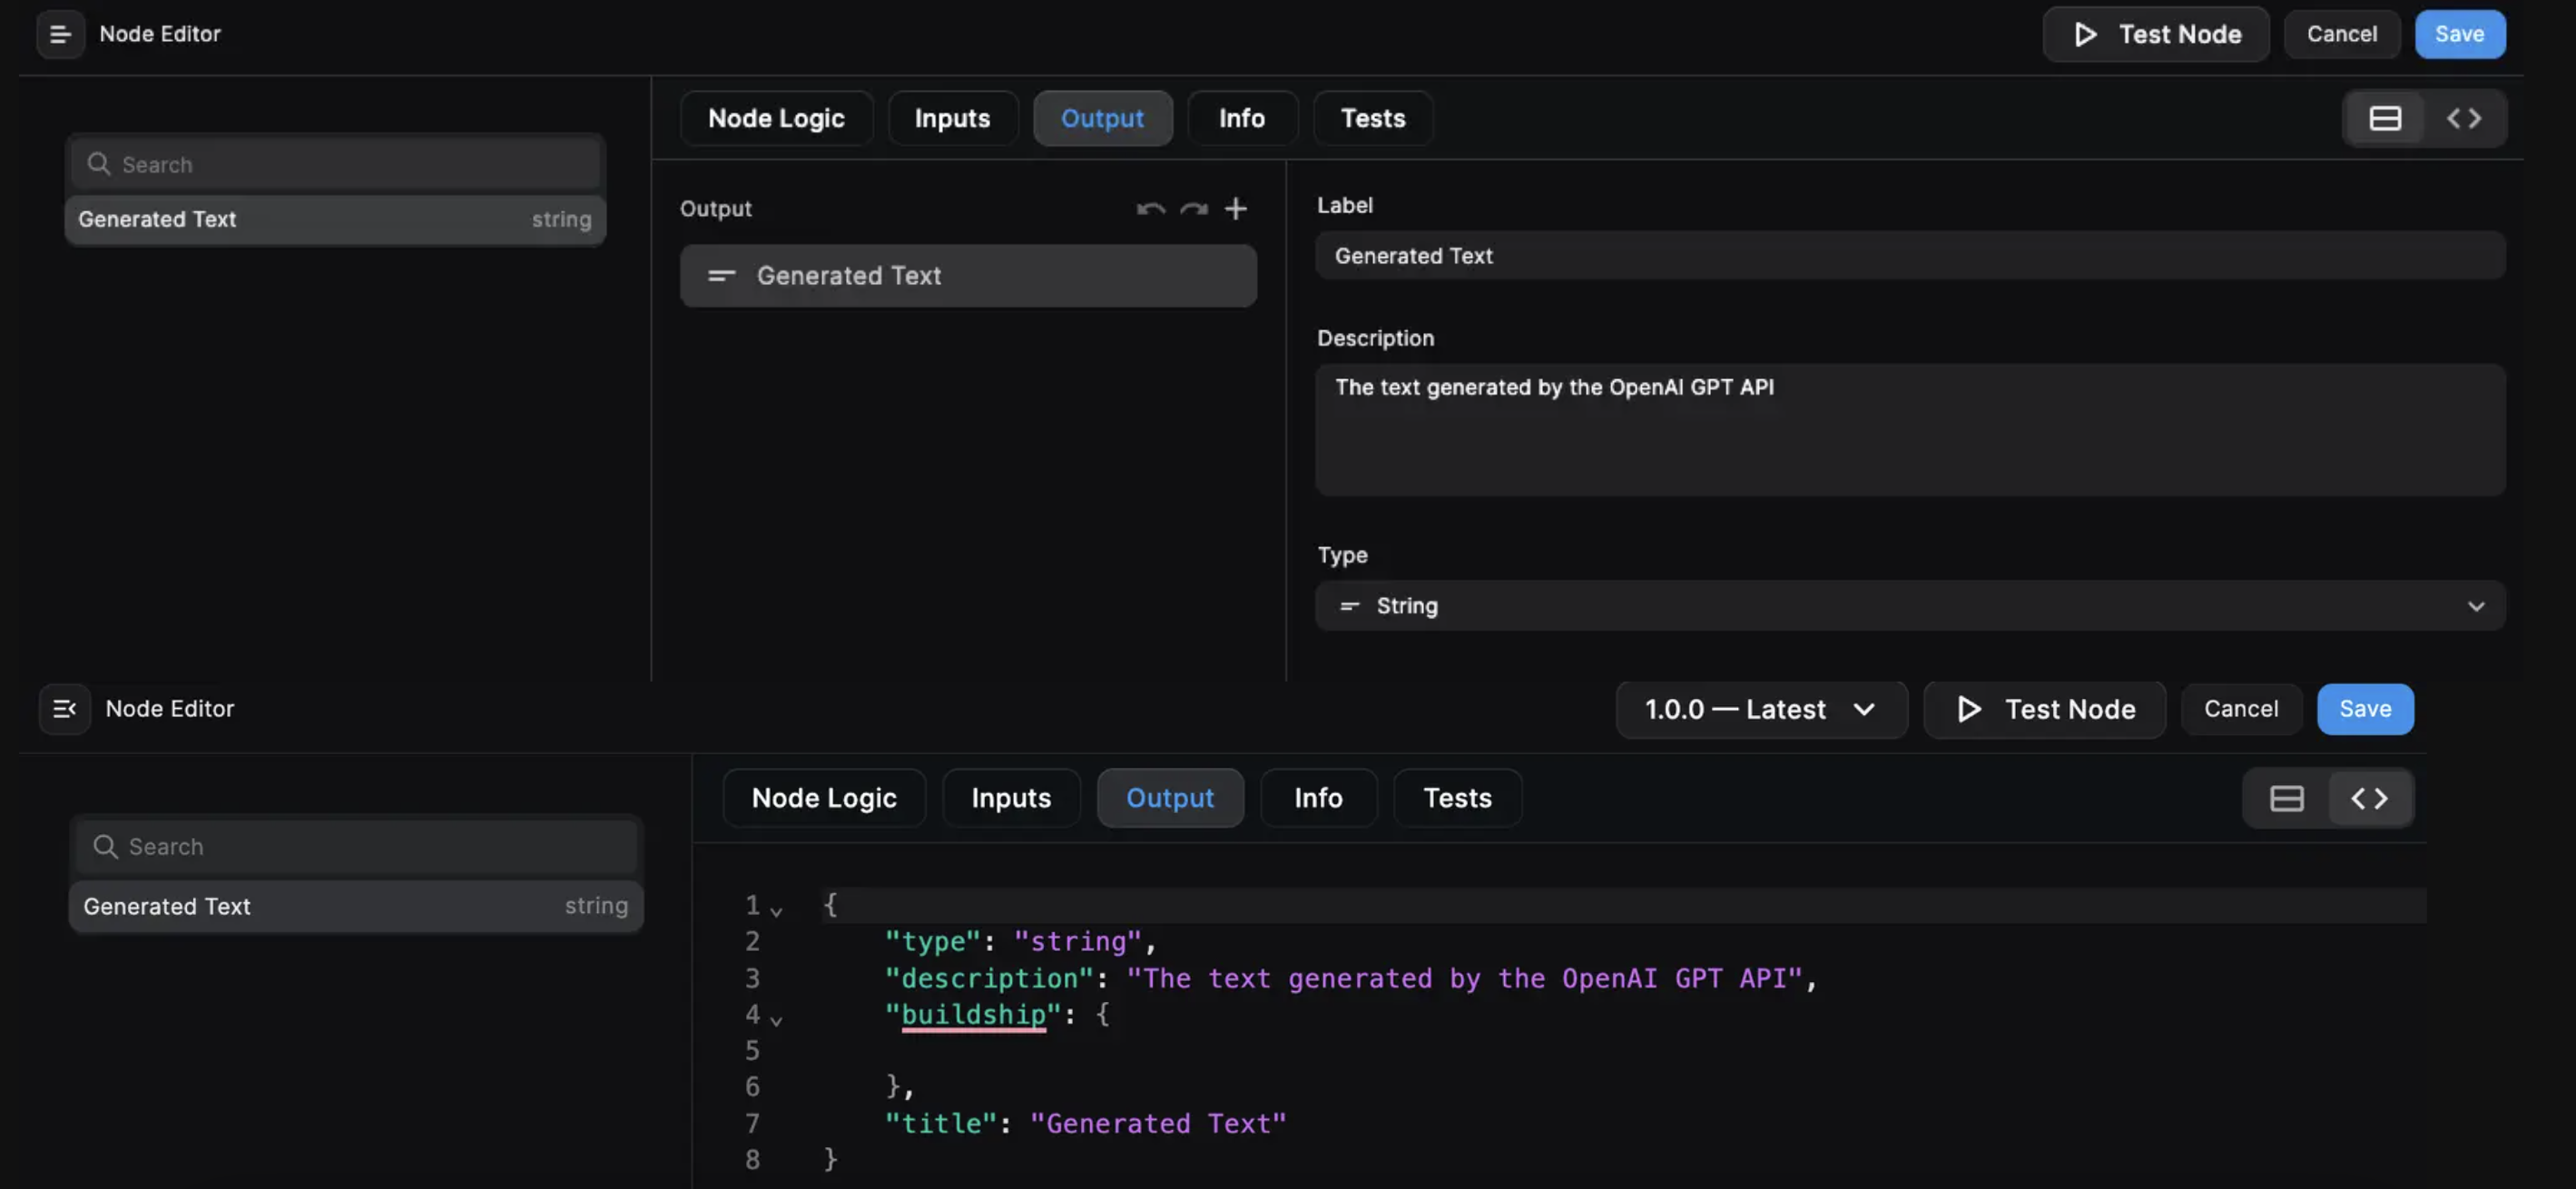 Node Editor
Test Node
Cancel
Save
Node Logic
Inputs
Output
Info
Tests
Search
Generated Text string
Output
Generated Text
Label
Generated Text
Description
The text generated by the OpenAI GPT API
Type
String
Node Editor
1.0.0 — Latest
Test Node
Cancel
Save
Node Logic
Inputs
Output
Info
Tests
Search
Generated Text string
1 {
2 "type": "string",
3 "description": "The text generated by the OpenAI GPT API",
4 "buildship": {
5
6 },
7 "title": "Generated Text"
8 }